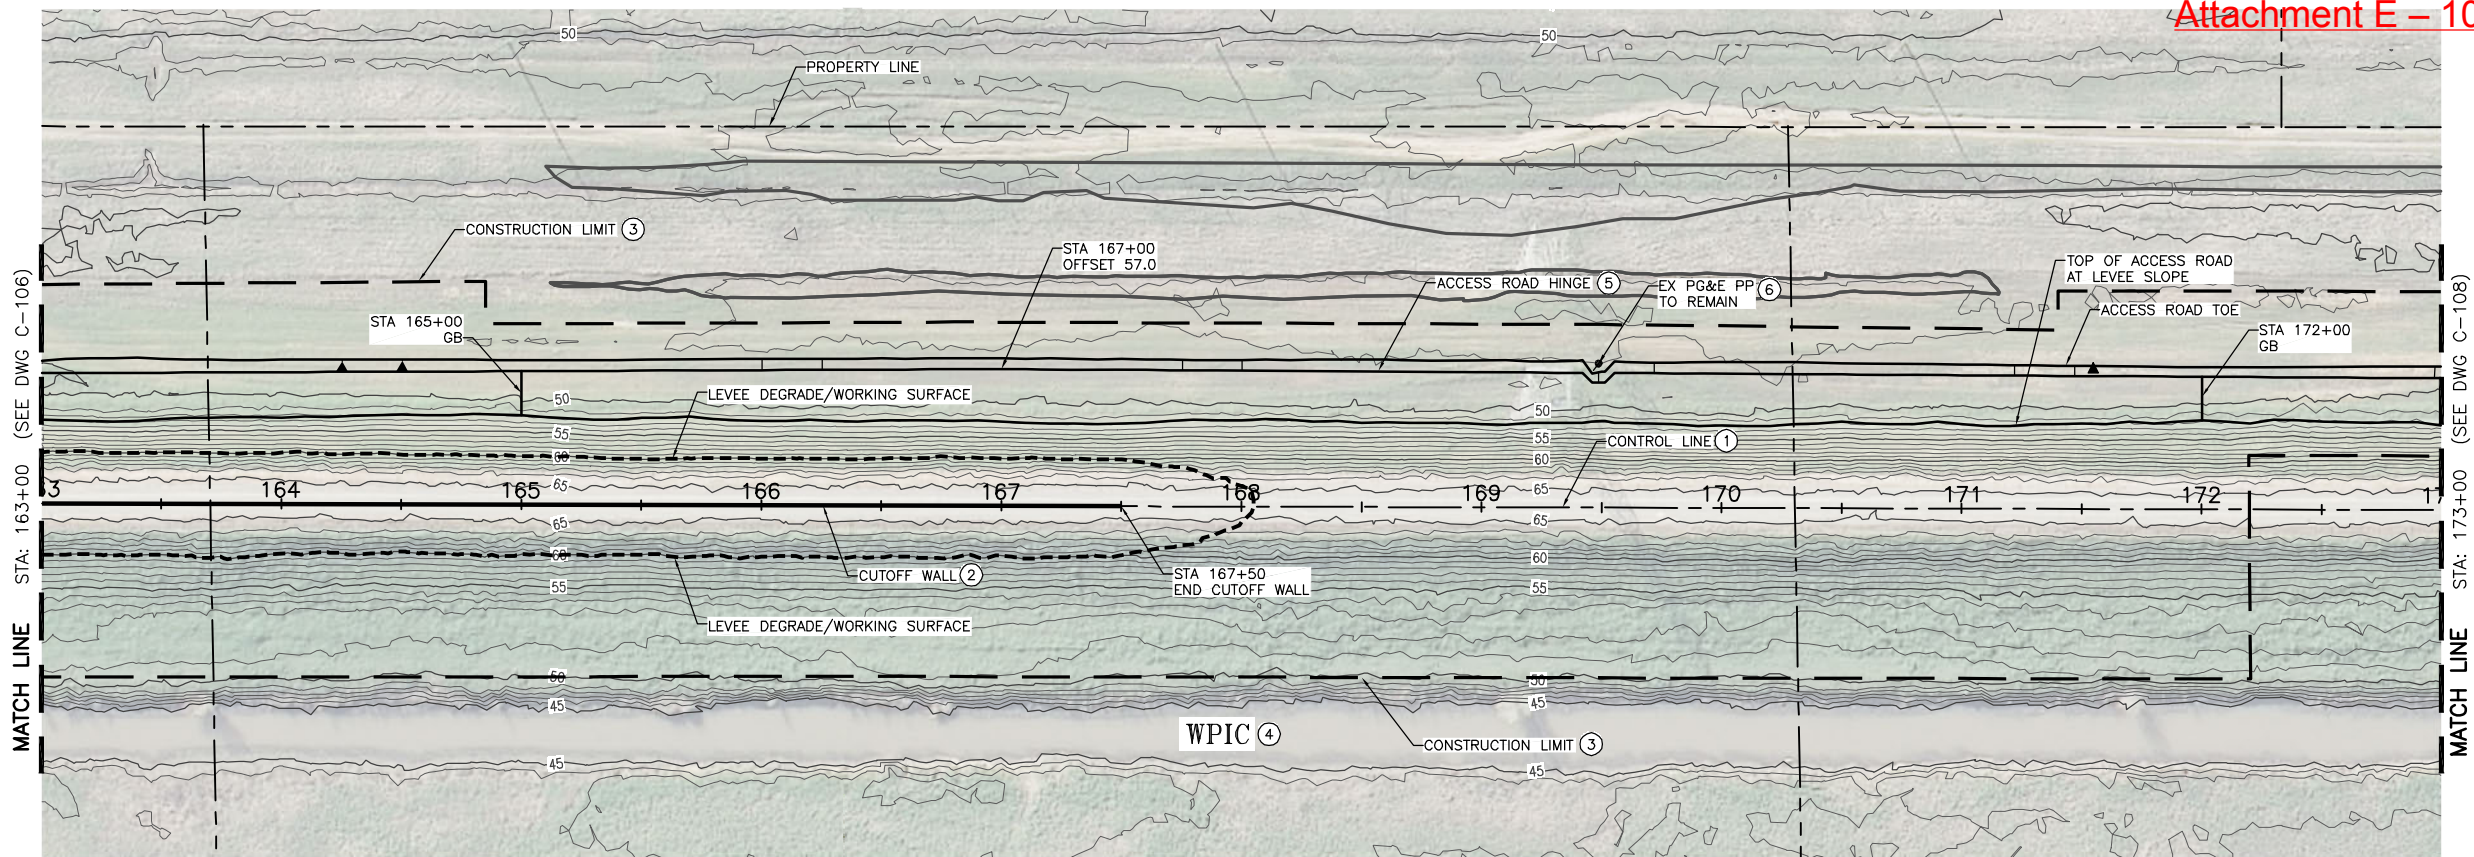 Attachment E – 10
50
50
PROPERTY LINE
CONSTRUCTION LIMIT 3
STA 167+00
OFFSET 57.0
ACCESS ROAD HINGE 5
EX PG&E PP 6
TO REMAIN
TOP OF ACCESS ROAD
AT LEVEE SLOPE
ACCESS ROAD TOE
STA 165+00
GB
STA 172+00
GB
LEVEE DEGRADE/WORKING SURFACE
50
50
55
55
CONTROL LINE 1
60
60
65
65
3
164
165
166
167
168
169
170
171
172
17
65
65
60
60
CUTOFF WALL 2
STA 167+50
END CUTOFF WALL
55
55
LEVEE DEGRADE/WORKING SURFACE
50
50
45
45
WPIC 4
CONSTRUCTION LIMIT 3
45
45
MATCH LINE STA: 163+00 (SEE DWG C-106)
MATCH LINE STA: 173+00 (SEE DWG C-108)